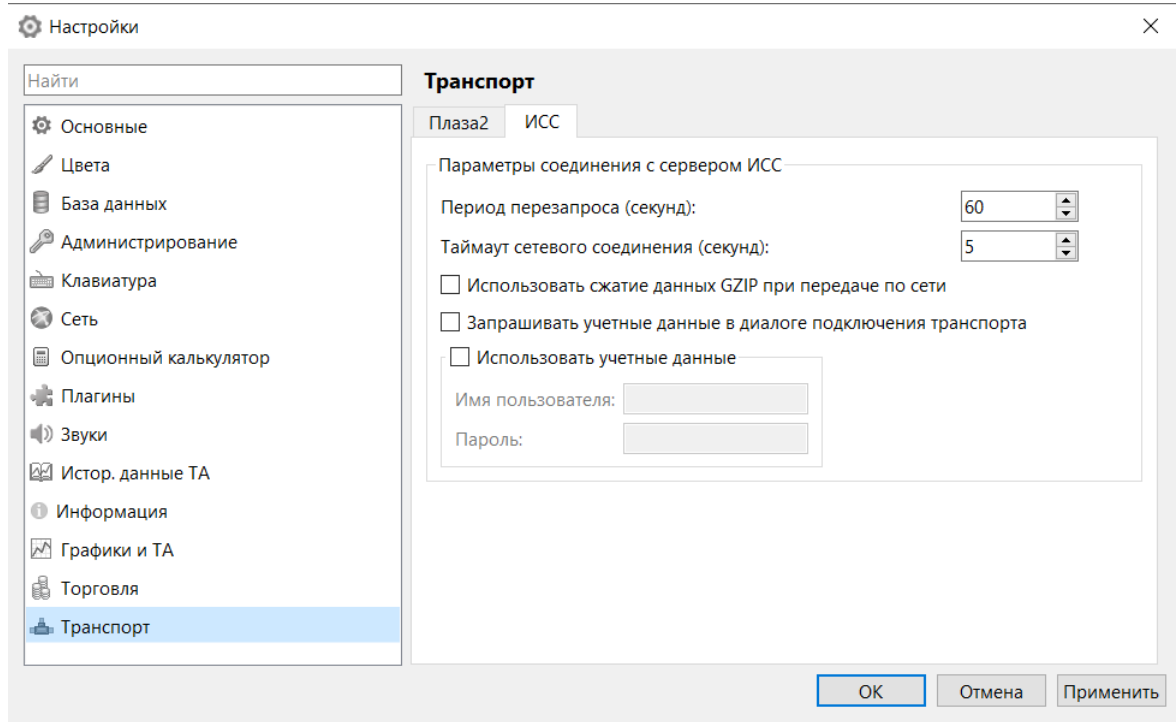 Настройки
Найти
Основные
Цвета
База данных
Администрирование
Клавиатура
Сеть
Опционный калькулятор
Плагины
Звуки
Истор. данные ТА
Информация
Графики и ТА
Торговля
Транспорт
Транспорт
Плаза2 ИСС
Параметры соединения с сервером ИСС
Период перезапроса (секунд): 60
Таймаут сетевого соединения (секунд): 5
Использовать сжатие данных GZIP при передаче по сети
Запрашивать учетные данные в диалоге подключения транспорта
Использовать учетные данные
Имя пользователя:
Пароль:
ОК Отмена Применить